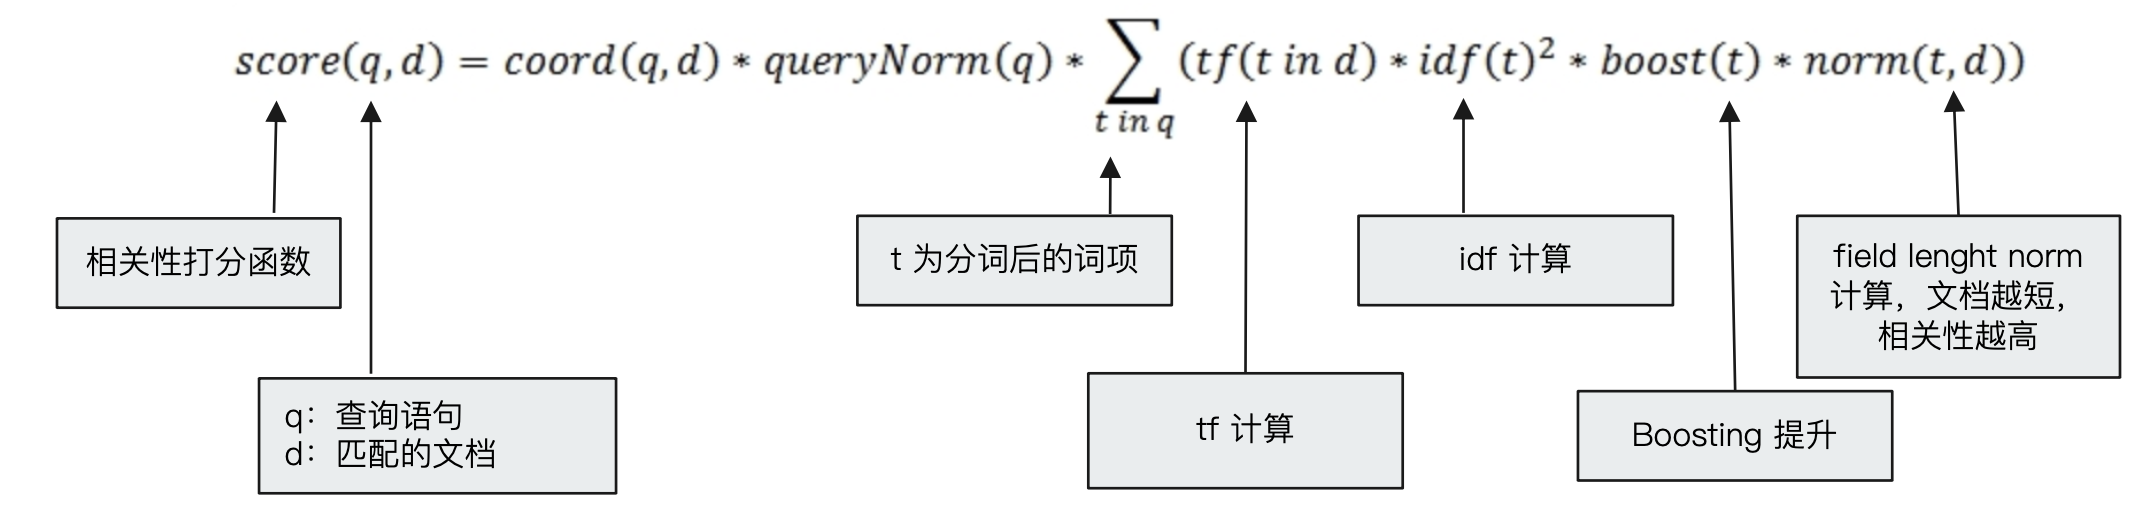 score(q,d) = coord(q,d) * queryNorm(q) * ∑ (tf(t in d) * idf(t)² * boost(t) * norm(t,d))
t in q
相关性打分函数
t 为分词后的词项
idf 计算
field lenght norm
计算，文档越短，
相关性越高
q：查询语句
d：匹配的文档
tf 计算
Boosting 提升